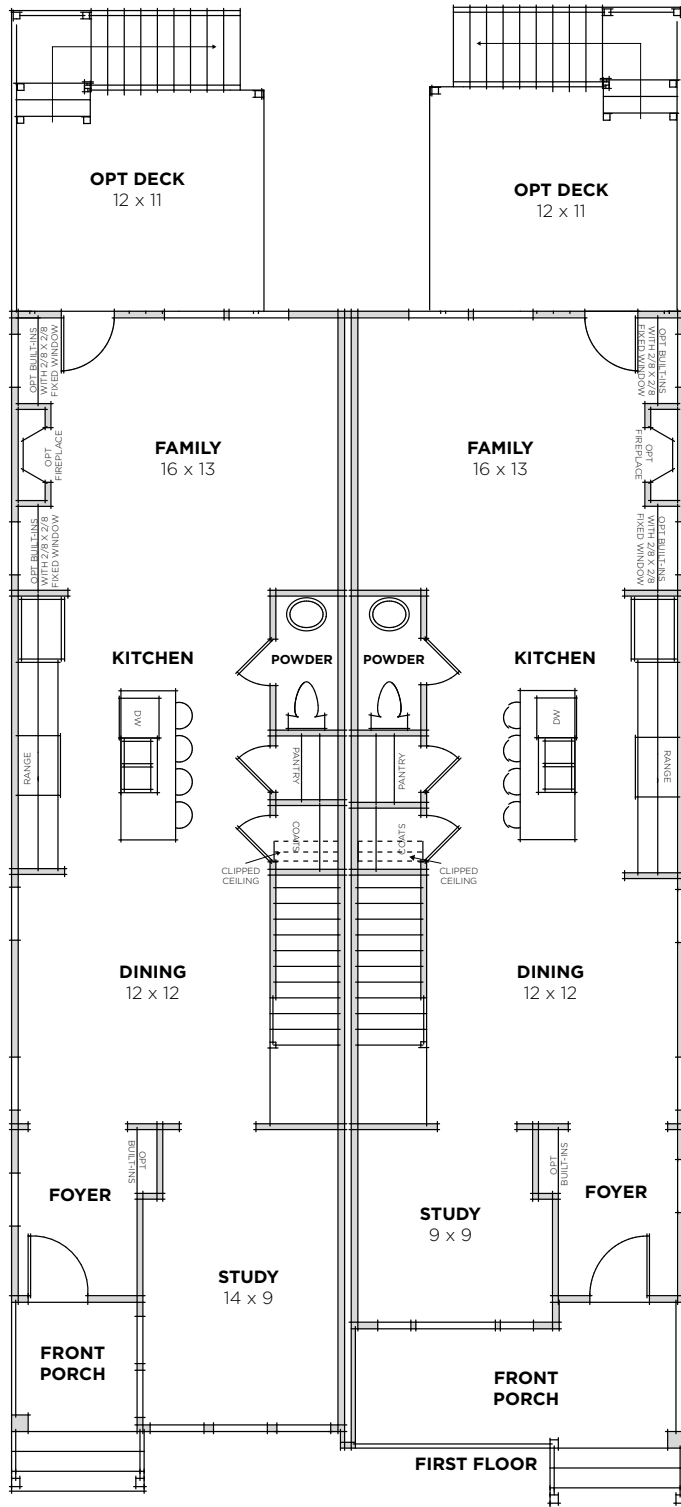 OPT DECK
12 x 11
OPT DECK
12 x 11
OPT BUILT-INS
WITH 2/8 X 2/8
FIXED WINDOW
OPT BUILT-INS
WITH 2/8 X 2/8
FIXED WINDOW
FAMILY
16 x 13
FAMILY
16 x 13
OPT
FIREPLACE
OPT
FIREPLACE
OPT BUILT-INS
WITH 2/8 X 2/8
FIXED WINDOW
OPT BUILT-INS
WITH 2/8 X 2/8
FIXED WINDOW
KITCHEN
POWDER
POWDER
KITCHEN
DW
DW
RANGE
PANTRY
PANTRY
RANGE
COATS
COATS
CLIPPED
CEILING
CLIPPED
CEILING
DINING
12 x 12
DINING
12 x 12
OPT
BUILT-INS
OPT
BUILT-INS
FOYER
FOYER
STUDY
9 x 9
STUDY
14 x 9
FRONT
PORCH
FRONT
PORCH
FIRST FLOOR